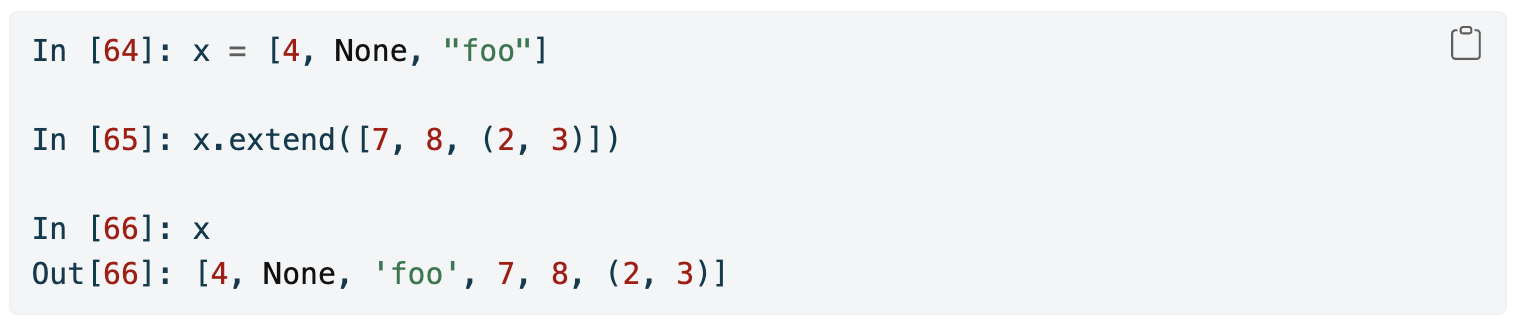 In [64]: x = [4, None, "foo"]
In [65]: x.extend([7, 8, (2, 3)])
In [66]: x
Out[66]: [4, None, 'foo', 7, 8, (2, 3)]